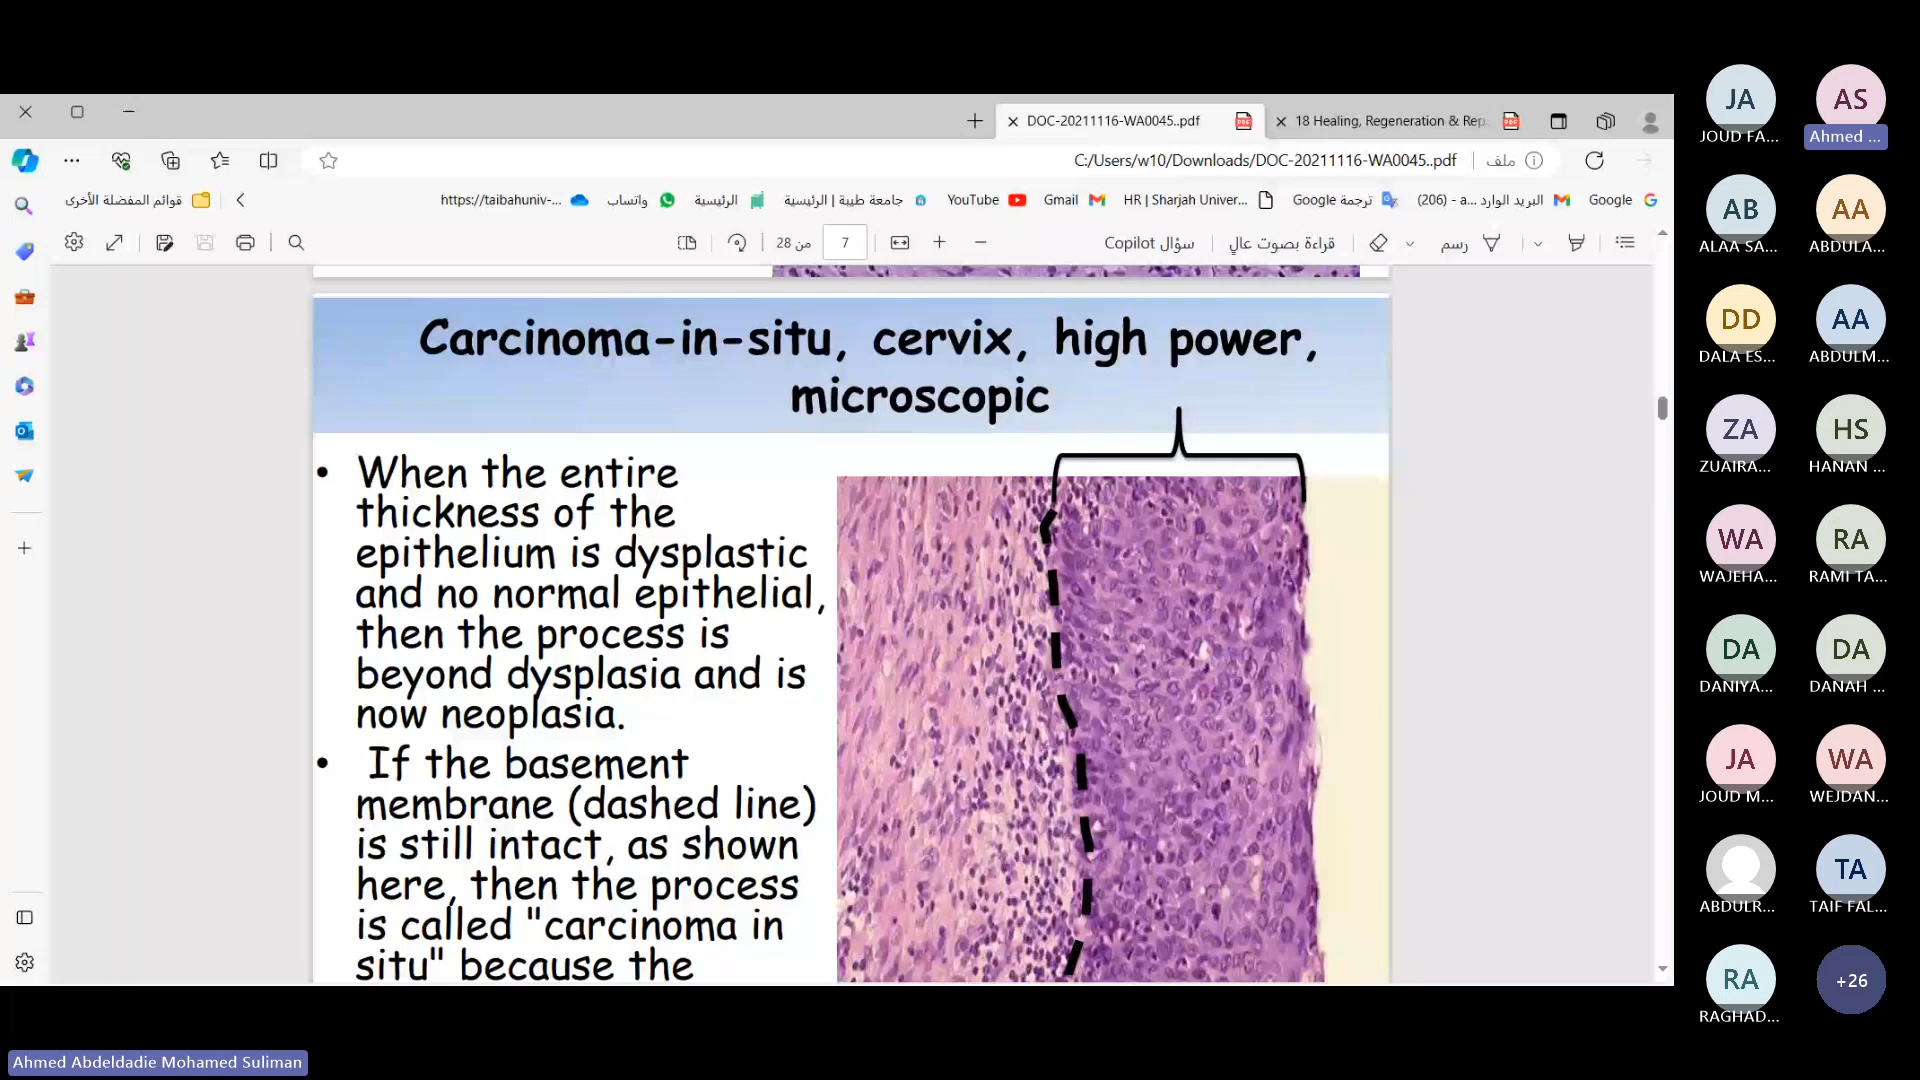 DOC-20211116-WA0045..pdf
18 Healing, Regeneration & Rep
ملف
C:/Users/w10/Downloads/DOC-20211116-WA0045..pdf
Google
البريد الوارد (206) - a...
ترجمة Google
HR | Sharjah Univer...
Gmail
YouTube
جامعة طيبة | الرئيسية
الرئيسية
واتساب
https://taibahuniv-...
قوائم المفضلة الأخرى
رسم
قراءة بصوت عالٍ
سؤال Copilot
7
من 28
Carcinoma-in-situ, cervix, high power,
microscopic
• When the entire
thickness of the
epithelium is dysplastic
and no normal epithelial,
then the process is
beyond dysplasia and is
now neoplasia.
• If the basement
membrane (dashed line)
is still intact, as shown
here, then the process
is called "carcinoma in
situ" because the
JA
JOUD FA...
AS
Ahmed ...
AB
ALAA SA...
AA
ABDULA...
DD
DALA ES...
AA
ABDULM...
ZA
ZUAIRA...
HS
HANAN ...
WA
WAJEHA...
RA
RAMI TA...
DA
DANIYA...
DA
DANAH ...
JA
JOUD M...
WA
WEJDAN...
ABDULR...
TA
TAIF FAL...
RA
RAGHAD...
+26
Ahmed Abdeldadie Mohamed Suliman